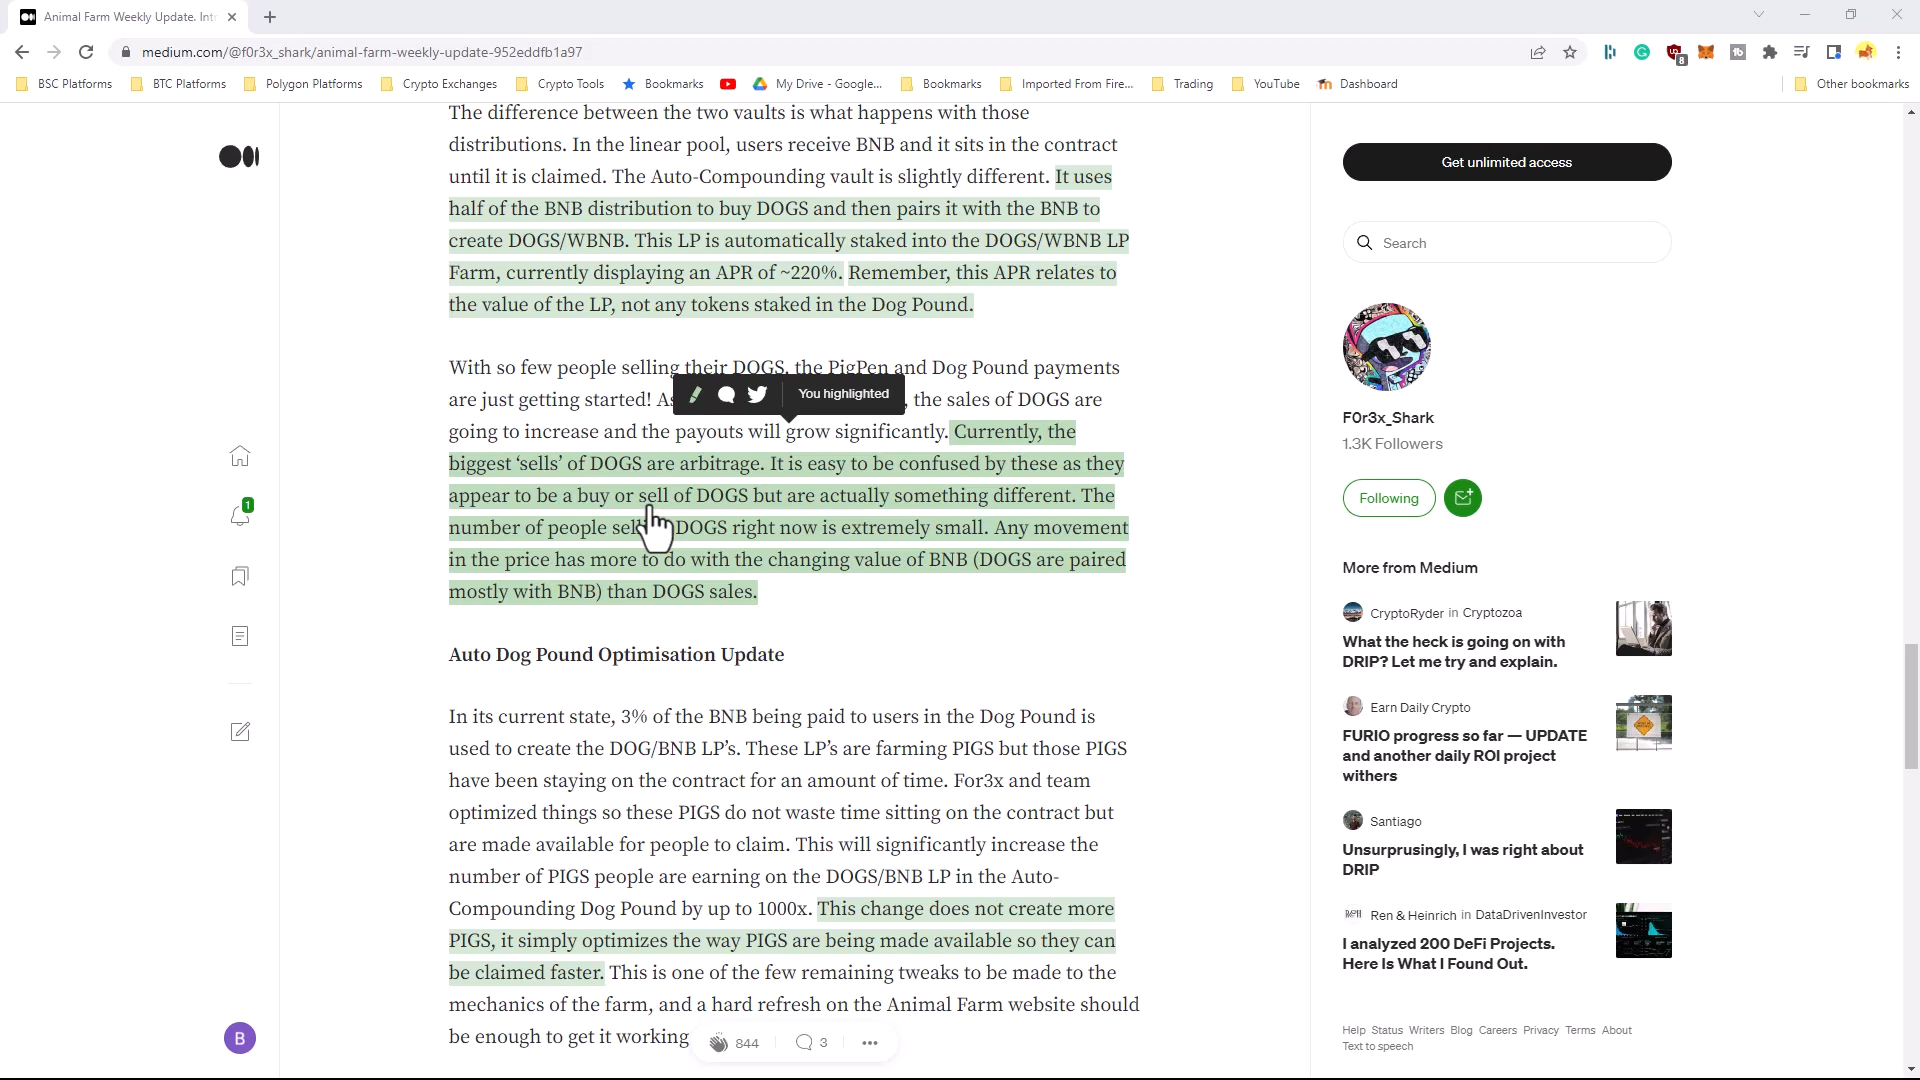 Animal Farm Weekly Update. Intr
medium.com/@f0r3x_shark/animal-farm-weekly-update-952eddfb1a97
8
BSC Platforms
BTC Platforms
Polygon Platforms
Crypto Exchanges
Crypto Tools
Bookmarks
My Drive - Google...
Bookmarks
Imported From Fire...
Trading
YouTube
Dashboard
Other bookmarks
The difference between the two vaults is what happens with those
distributions. In the linear pool, users receive BNB and it sits in the contract
until it is claimed. The Auto-Compounding vault is slightly different. It uses
half of the BNB distribution to buy DOGS and then pairs it with the BNB to
create DOGS/WBNB. This LP is automatically staked into the DOGS/WBNB LP
Farm, currently displaying an APR of ~220%. Remember, this APR relates to
the value of the LP, not any tokens staked in the Dog Pound.
With so few people selling their DOGS, the PigPen and Dog Pound payments
are just getting started! As
You highlighted
, the sales of DOGS are
going to increase and the payouts will grow significantly. Currently, the
biggest ‘sells’ of DOGS are arbitrage. It is easy to be confused by these as they
appear to be a buy or sell of DOGS but are actually something different. The
number of people sell DOGS right now is extremely small. Any movement
in the price has more to do with the changing value of BNB (DOGS are paired
mostly with BNB) than DOGS sales.
Auto Dog Pound Optimisation Update
In its current state, 3% of the BNB being paid to users in the Dog Pound is
used to create the DOG/BNB LP’s. These LP’s are farming PIGS but those PIGS
have been staying on the contract for an amount of time. For3x and team
optimized things so these PIGS do not waste time sitting on the contract but
are made available for people to claim. This will significantly increase the
number of PIGS people are earning on the DOGS/BNB LP in the Auto-
Compounding Dog Pound by up to 1000x. This change does not create more
PIGS, it simply optimizes the way PIGS are being made available so they can
be claimed faster. This is one of the few remaining tweaks to be made to the
mechanics of the farm, and a hard refresh on the Animal Farm website should
be enough to get it working
844
3
1
B
Get unlimited access
Search
F0r3x_Shark
1.3K Followers
Following
More from Medium
CryptoRyder in Cryptozoa
What the heck is going on with
DRIP? Let me try and explain.
Earn Daily Crypto
FURIO progress so far — UPDATE
and another daily ROI project
withers
Santiago
Unsurprusingly, I was right about
DRIP
Ren & Heinrich in DataDrivenInvestor
I analyzed 200 DeFi Projects.
Here Is What I Found Out.
Help Status Writers Blog Careers Privacy Terms About
Text to speech